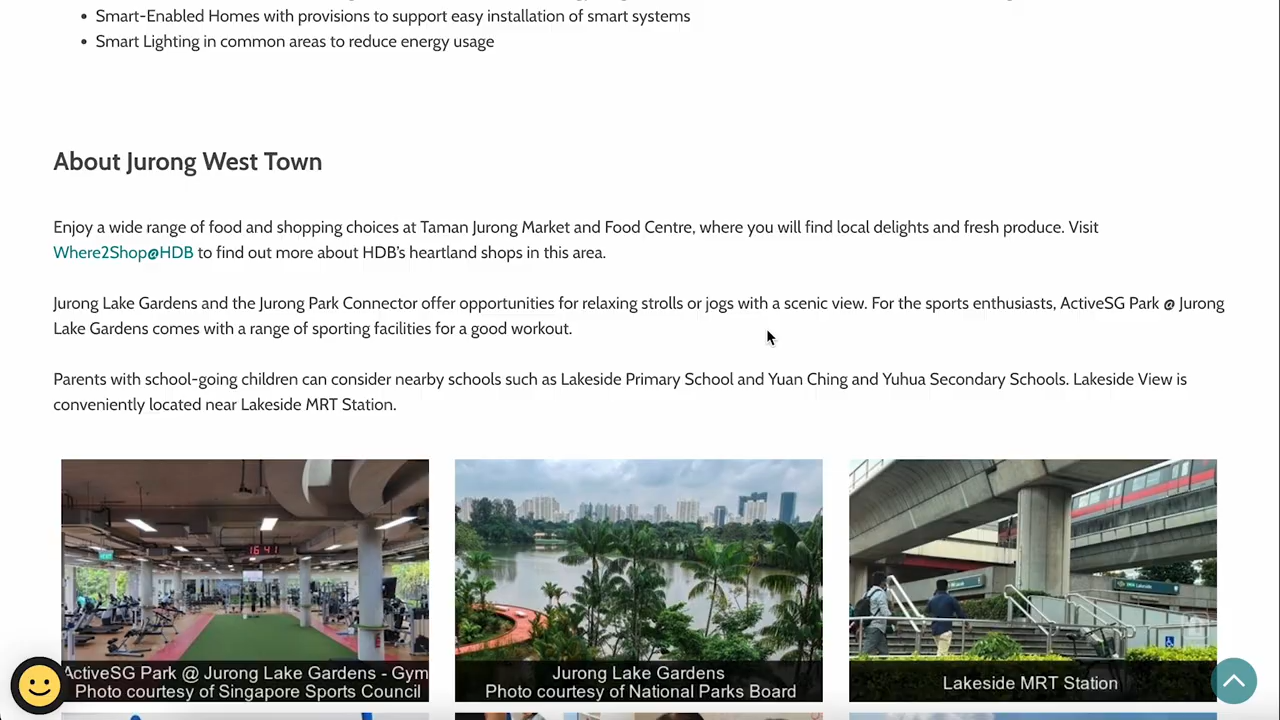 Smart-Enabled Homes with provisions to support easy installation of smart systems
Smart Lighting in common areas to reduce energy usage
About Jurong West Town
Enjoy a wide range of food and shopping choices at Taman Jurong Market and Food Centre, where you will find local delights and fresh produce. Visit
Where2Shop@HDB to find out more about HDB's heartland shops in this area.
Jurong Lake Gardens and the Jurong Park Connector offer opportunities for relaxing strolls or jogs with a scenic view. For the sports enthusiasts, ActiveSG Park @ Jurong
Lake Gardens comes with a range of sporting facilities for a good workout.
Parents with school-going children can consider nearby schools such as Lakeside Primary School and Yuan Ching and Yuhua Secondary Schools. Lakeside View is
conveniently located near Lakeside MRT Station.
16 41
ActiveSG Park @ Jurong Lake Gardens - Gym
Photo courtesy of Singapore Sports Council
Jurong Lake Gardens
Photo courtesy of National Parks Board
Lakeside MRT Station